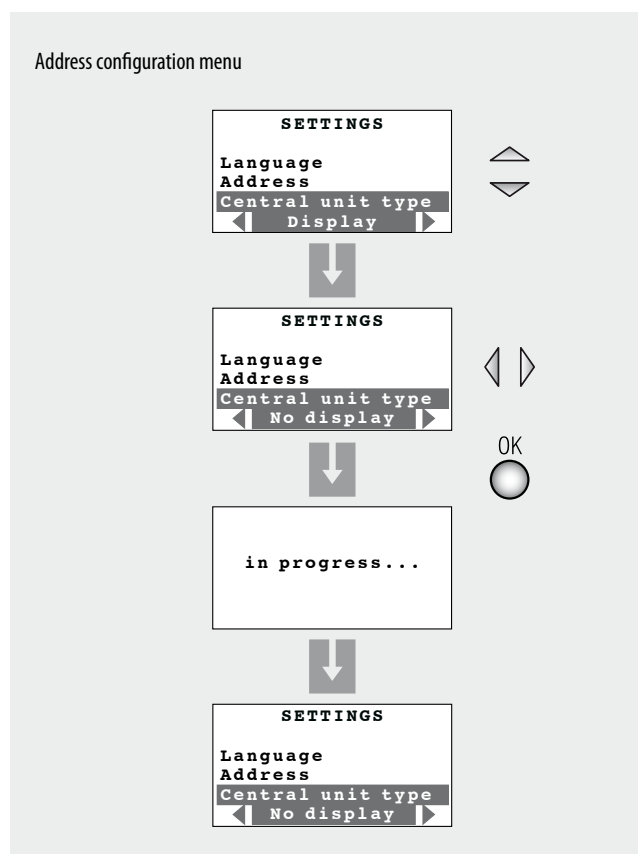 Address configuration menu
SETTINGS
Language
Address
Central unit type
Display
SETTINGS
Language
Address
Central unit type
No display
OK
in progress...
SETTINGS
Language
Address
Central unit type
No display